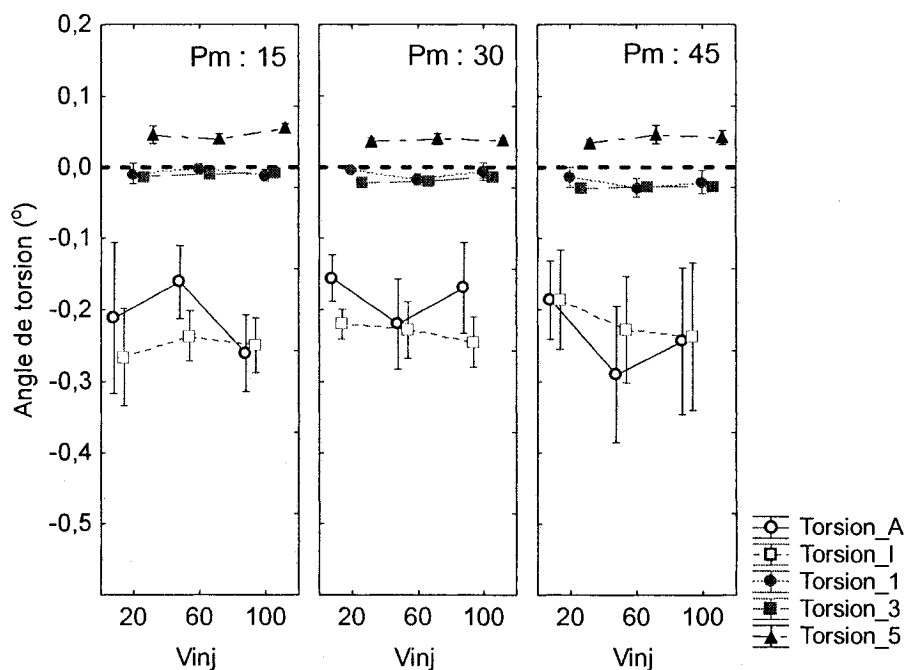 Pm : 15
Pm : 30
Pm : 45
Angle de torsion (º)
0,2
0,1
0,0
-0,1
-0,2
-0,3
-0,4
-0,5
20 60 100
20 60 100
20 60 100
Vinj
Vinj
Vinj
Torsion_A
Torsion_I
Torsion_1
Torsion_3
Torsion_5